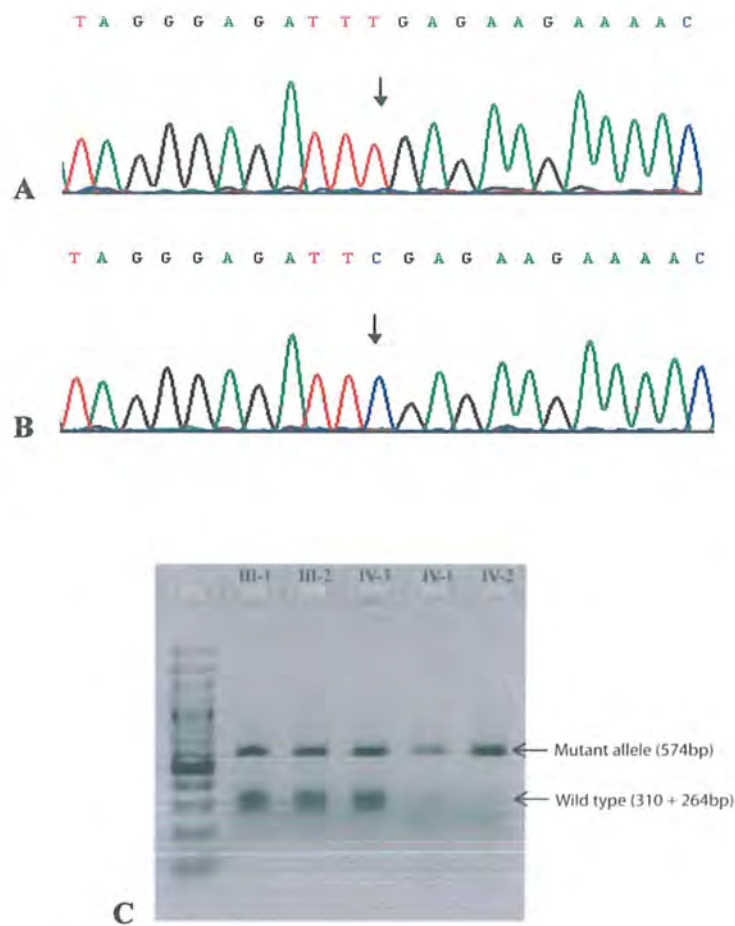 T A G G G A G A T T T G A G A A G A A A A C
A
T A G G G A G A T T C G A G A A G A A A A C
B
III-1 III-2 IV-3 IV-1 IV-2
Mutant allele (574bp)
Wild type (310 + 264bp)
C